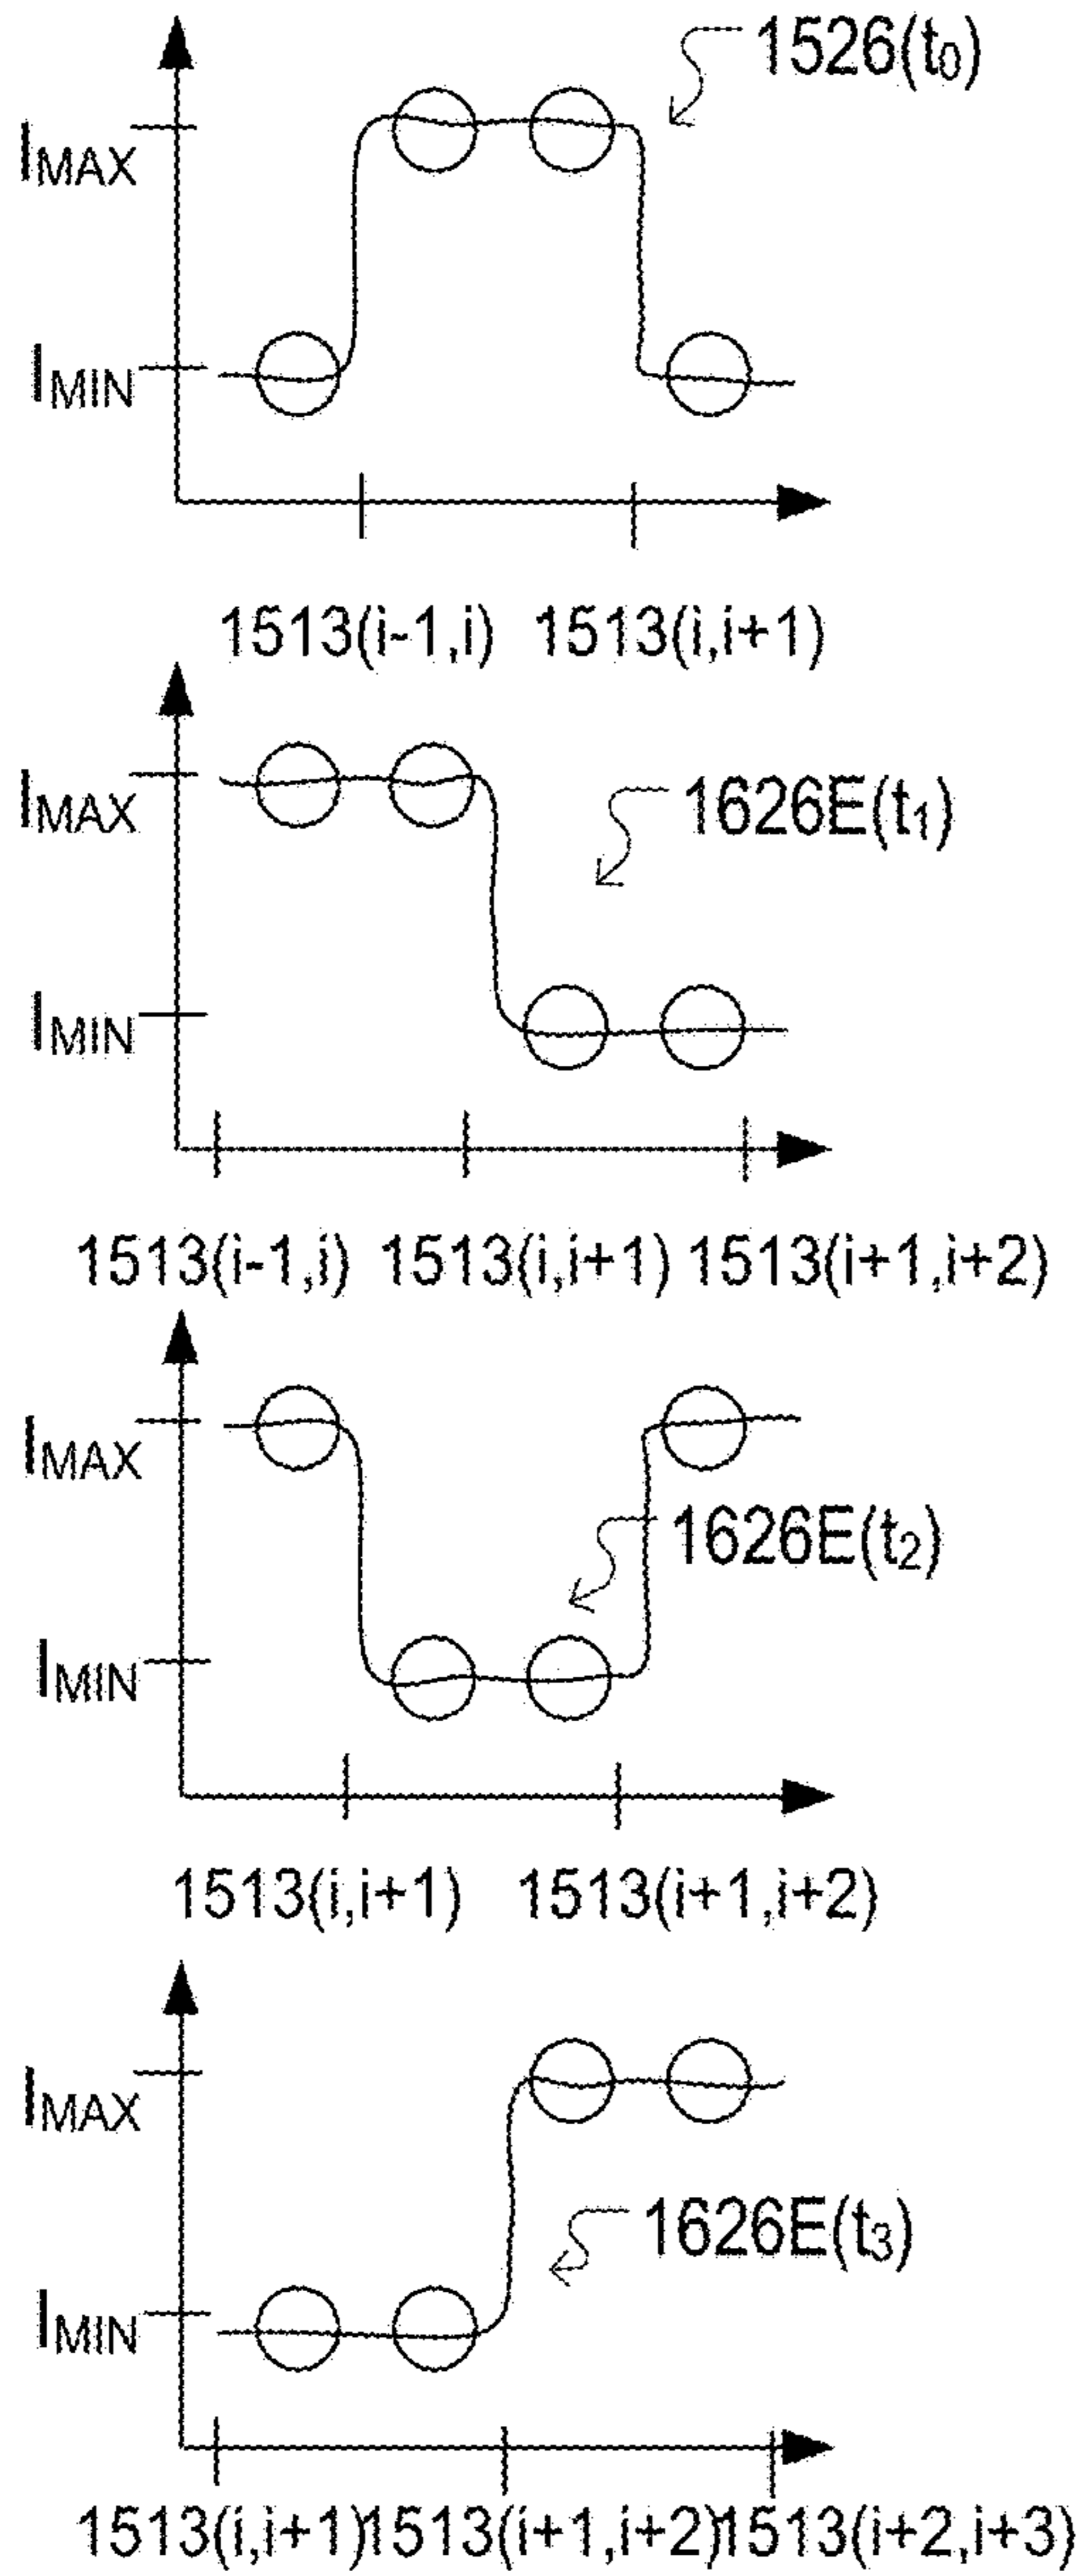 1526(t0)
IMAX
IMIN
1513(i-1,i) 1513(i,i+1)
IMAX
1626E(t1)
IMIN
1513(i-1,i) 1513(i,i+1) 1513(i+1,i+2)
IMAX
1626E(t2)
IMIN
1513(i,i+1) 1513(i+1,i+2)
IMAX
1626E(t3)
IMIN
1513(i,i+1) 1513(i+1,i+2) 1513(i+2,i+3)